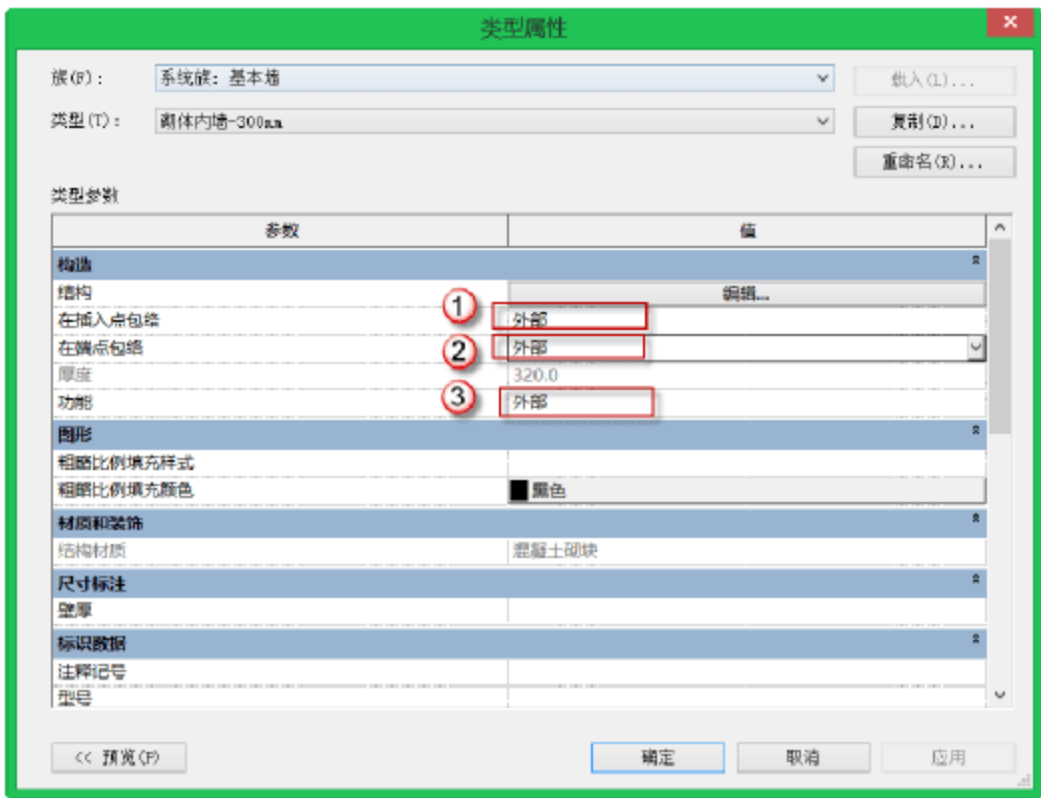 类型属性
族(F): 系统族: 基本墙 载入(L)...
类型(T): 砌体内墙-300mm 复制(D)...
重命名(R)...
类型参数
参数 值
构造
结构 编辑...
① 在插入点包络 外部
在端点包络 ② 外部
厚度 320.0
功能 ③ 外部
图形
粗略比例填充样式
粗略比例填充颜色 黑色
材质和装饰
结构材质 混凝土砌块
尺寸标注
壁厚
标识数据
注释记号
型号
<< 预览(P) 确定 取消 应用